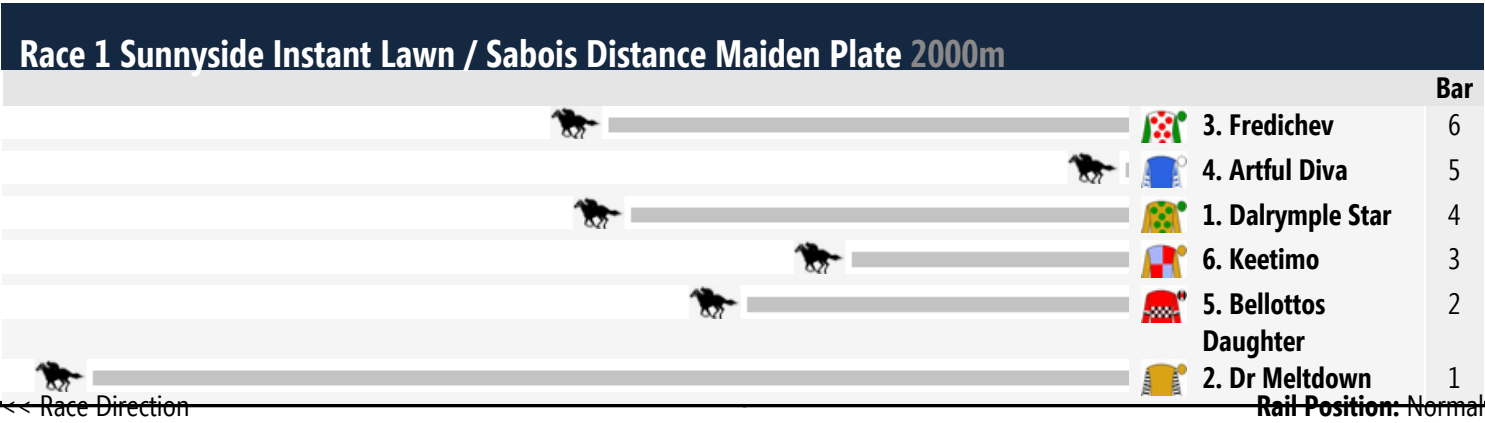 Race 1 Sunnyside Instant Lawn / Sabois Distance Maiden Plate 2000m
Bar
3. Fredichev 6
4. Artful Diva 5
1. Dalrymple Star 4
6. Keetimo 3
5. Bellottos 2
Daughter
2. Dr Meltdown 1
<< Race Direction Rail Position: Normal